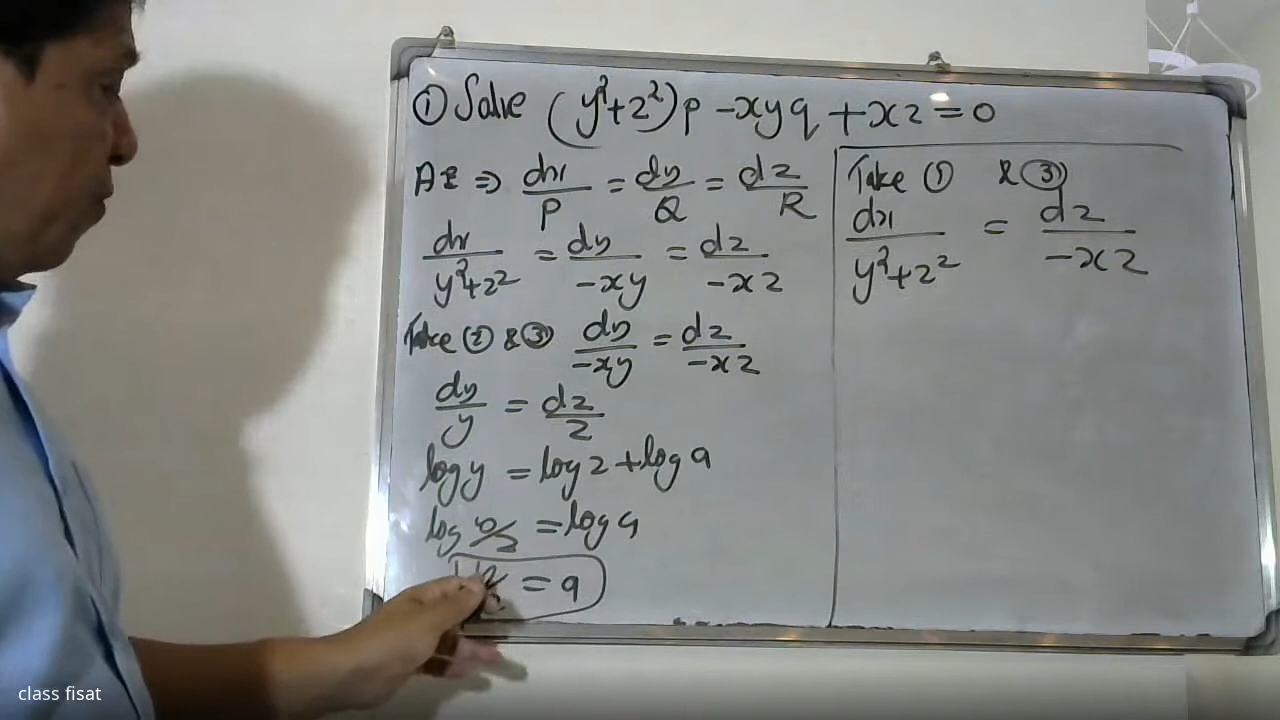 ① Solve (y²+z²)p -xyq +xz=0
AE ⇒ dx/P = dy/Q = dz/R
dx/y²+z² = dy/-xy = dz/-xz
Take ② & ③ dy/-xy = dz/-xz
dy/y = dz/z
log y = log z + log a
log y/z = log a
y/z = a
Take ① & ③
dx/y²+z² = dz/-xz
class fisat